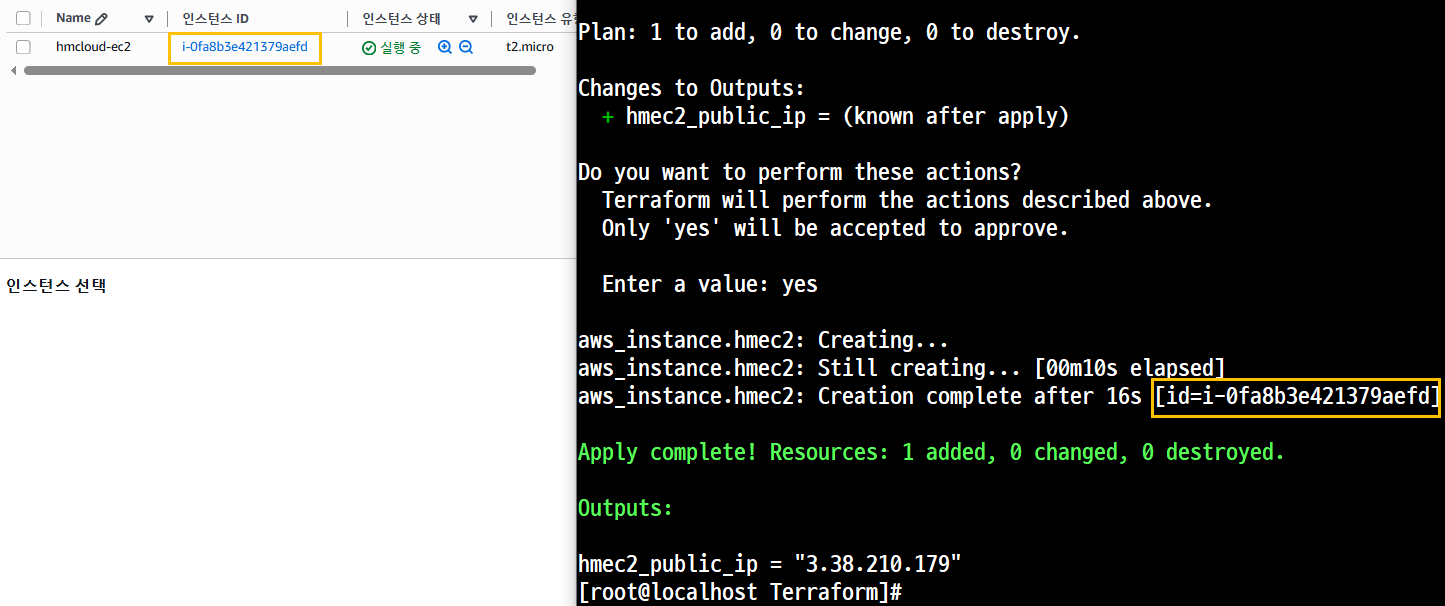 Name 인스턴스 ID 인스턴스 상태 인스턴스 유형
hmcloud-ec2 i-0fa8b3e421379aefd 실행 중 t2.micro
인스턴스 선택
Plan: 1 to add, 0 to change, 0 to destroy.
Changes to Outputs:
+ hmec2_public_ip = (known after apply)
Do you want to perform these actions?
Terraform will perform the actions described above.
Only 'yes' will be accepted to approve.
Enter a value: yes
aws_instance.hmec2: Creating...
aws_instance.hmec2: Still creating... [00m10s elapsed]
aws_instance.hmec2: Creation complete after 16s [id=i-0fa8b3e421379aefd]
Apply complete! Resources: 1 added, 0 changed, 0 destroyed.
Outputs:
hmec2_public_ip = "3.38.210.179"
[root@localhost Terraform]#